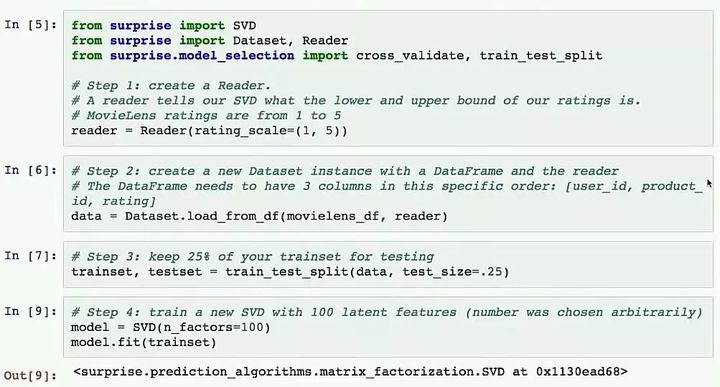 In [5]: from surprise import SVD
from surprise import Dataset, Reader
from surprise.model_selection import cross_validate, train_test_split
# Step 1: create a Reader.
# A reader tells our SVD what the lower and upper bound of our ratings is.
# MovieLens ratings are from 1 to 5
reader = Reader(rating_scale=(1, 5))
In [6]: # Step 2: create a new Dataset instance with a DataFrame and the reader
# The DataFrame needs to have 3 columns in this specific order: [user_id, product_
id, rating]
data = Dataset.load_from_df(movielens_df, reader)
In [7]: # Step 3: keep 25% of your trainset for testing
trainset, testset = train_test_split(data, test_size=.25)
In [9]: # Step 4: train a new SVD with 100 latent features (number was chosen arbitrarily)
model = SVD(n_factors=100)
model.fit(trainset)
Out[9]: <surprise.prediction_algorithms.matrix_factorization.SVD at 0x1130ead68>